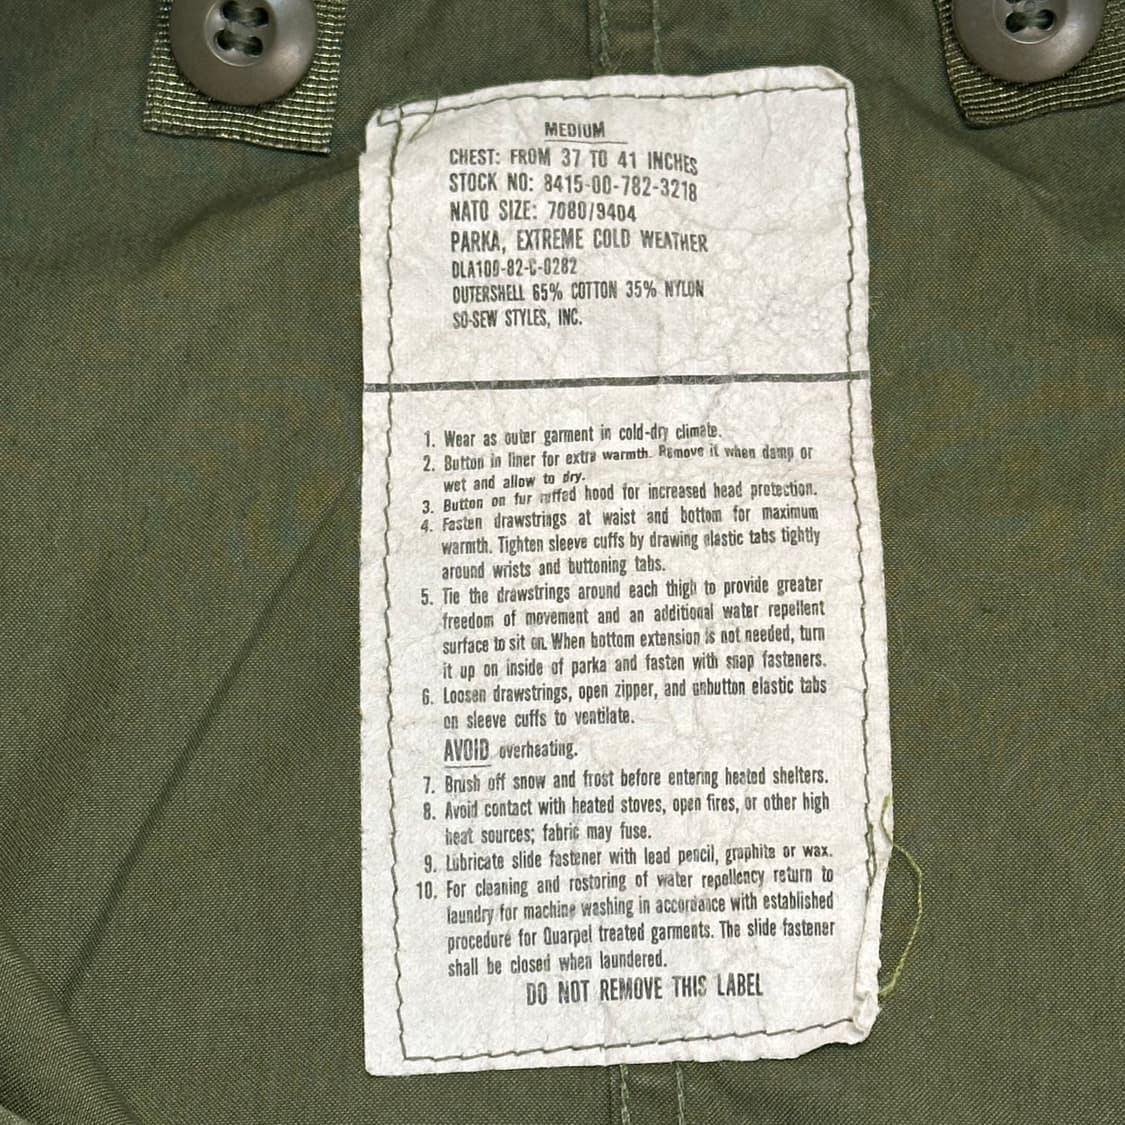 MEDIUM
CHEST: FROM 37 TO 41 INCHES
STOCK NO: 8415-00-782-3218
NATO SIZE: 7080/9404
PARKA, EXTREME COLD WEATHER
DLA100-82-C-0282
OUTERSHELL 65% COTTON 35% NYLON
SO-SEW STYLES, INC.
1. Wear as outer garment in cold-dry climate.
2. Button in liner for extra warmth. Remove it when damp or
wet and allow to dry.
3. Button on fur ruffed hood for increased head protection.
4. Fasten drawstrings at waist and bottom for maximum
warmth. Tighten sleeve cuffs by drawing elastic tabs tightly
around wrists and buttoning tabs.
5. Tie the drawstrings around each thigh to provide greater
freedom of movement and an additional water repellent
surface to sit on. When bottom extension is not needed, turn
it up on inside of parka and fasten with snap fasteners.
6. Loosen drawstrings, open zipper, and unbutton elastic tabs
on sleeve cuffs to ventilate.
AVOID overheating.
7. Brush off snow and frost before entering heated shelters.
8. Avoid contact with heated stoves, open fires, or other high
heat sources; fabric may fuse.
9. Lubricate slide fastener with lead pencil, graphite or wax.
10. For cleaning and restoring of water repellency return to
laundry for machine washing in accordance with established
procedure for Quarpel treated garments. The slide fastener
shall be closed when laundered.
DO NOT REMOVE THIS LABEL